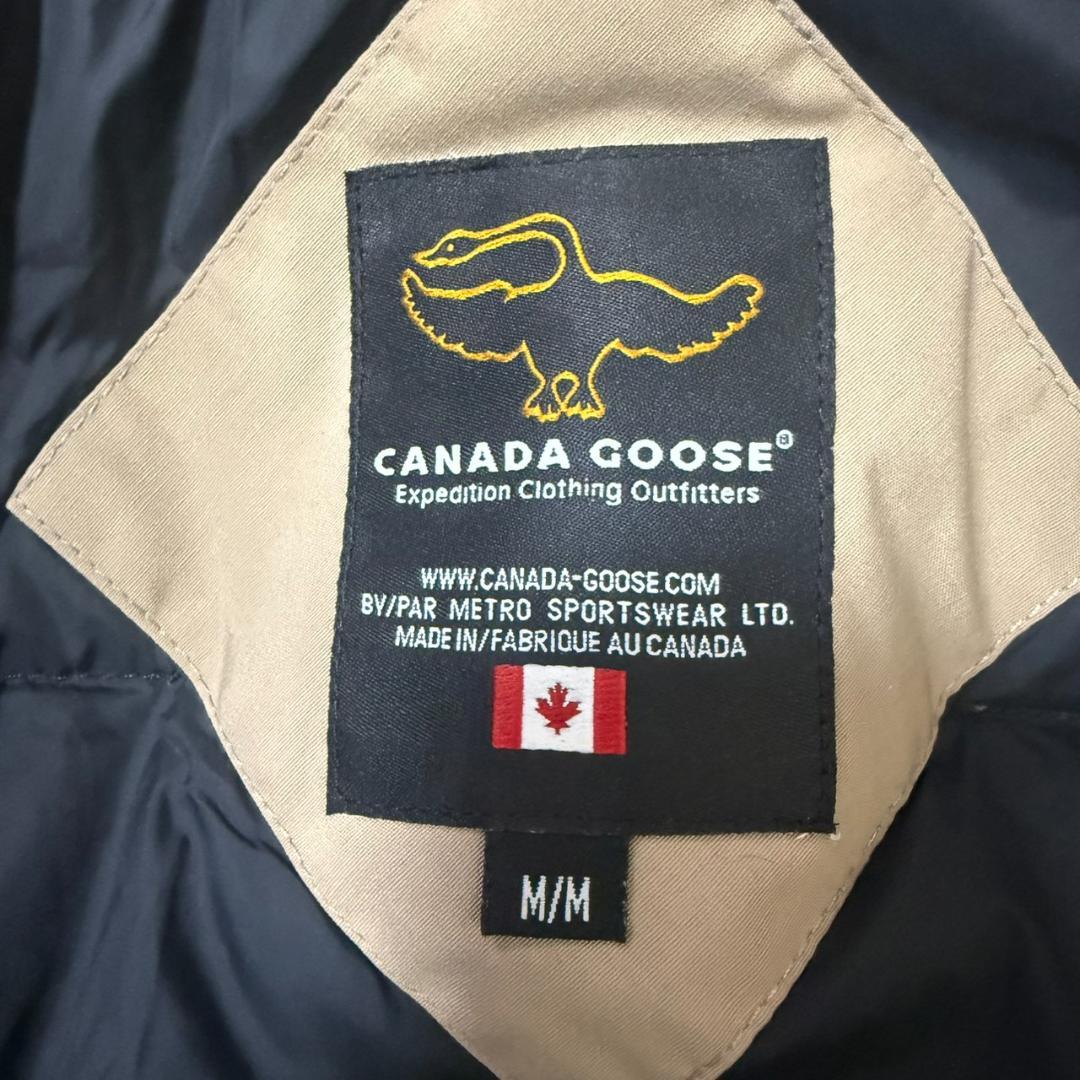 CANADA GOOSE®
Expedition Clothing Outfitters
WWW.CANADA-GOOSE.COM
BY/PAR METRO SPORTSWEAR LTD.
MADE IN/FABRIQUE AU CANADA
M/M